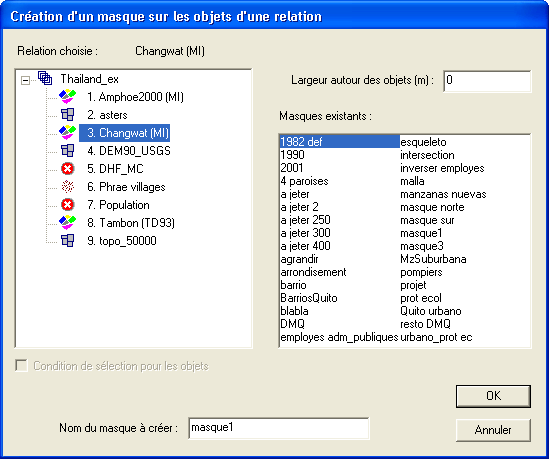 Création d'un masque sur les objets d'une relation
Relation choisie : Changwat (MI)
Thailand_ex
1. Amphoe2000 (MI)
2. asters
3. Changwat (MI)
4. DEM90_USGS
5. DHF_MC
6. Phrae villages
7. Population
8. Tambon (TD93)
9. topo_50000
Condition de sélection pour les objets
Largeur autour des objets (m) : 0
Masques existants :
1982 def esqueleto
1990 intersection
2001 inverser employes
4 paroises malla
a jeter manzanas nuevas
a jeter 2 masque norte
a jeter 250 masque sur
a jeter 300 masque1
a jeter 400 masque3
agrandir MzSuburbana
arrondisement pompiers
barrio projet
BarriosQuito prot ecol
blabla Quito urbano
DMQ resto DMQ
employes adm_publiques urbano_prot ec
OK
Nom du masque à créer : masque1
Annuler